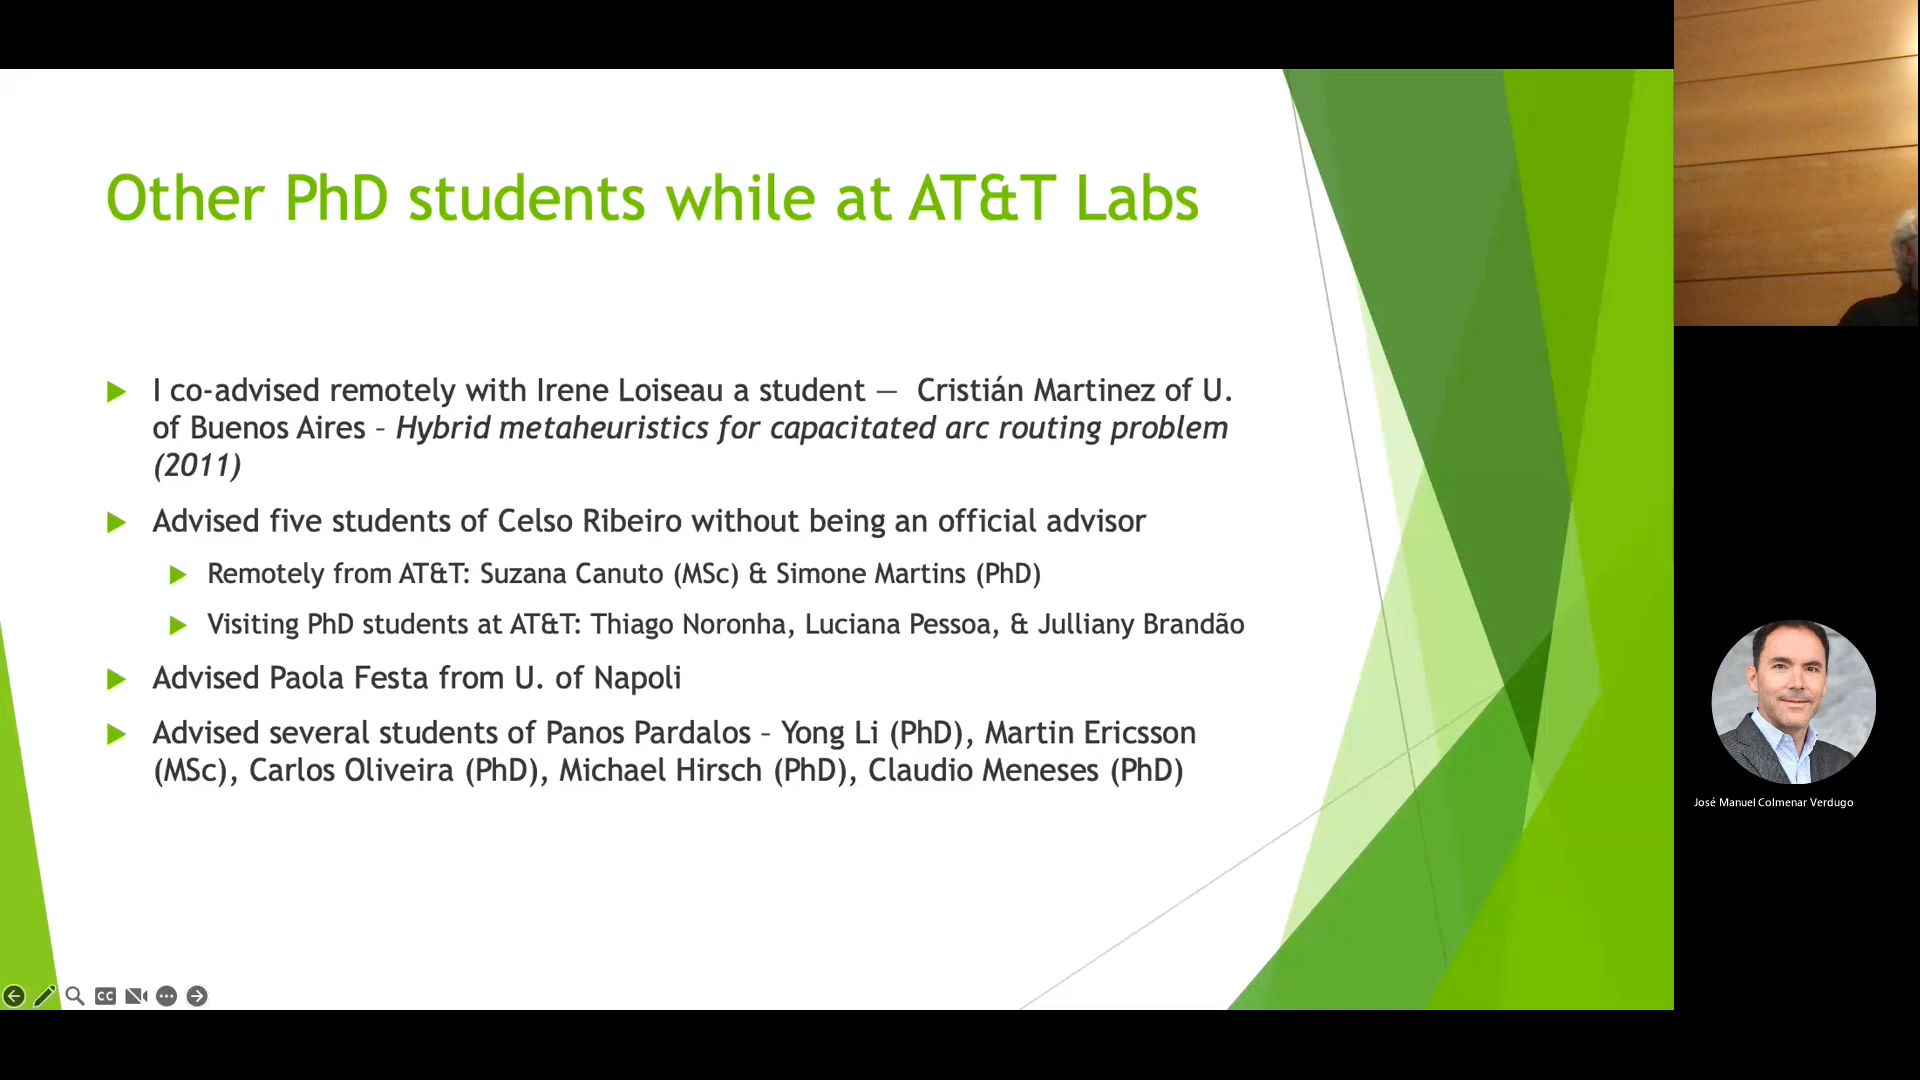 Other PhD students while at AT&T Labs
I co-advised remotely with Irene Loiseau a student — Cristián Martinez of U.
of Buenos Aires – Hybrid metaheuristics for capacitated arc routing problem
(2011)
Advised five students of Celso Ribeiro without being an official advisor
Remotely from AT&T: Suzana Canuto (MSc) & Simone Martins (PhD)
Visiting PhD students at AT&T: Thiago Noronha, Luciana Pessoa, & Julliany Brandão
Advised Paola Festa from U. of Napoli
Advised several students of Panos Pardalos – Yong Li (PhD), Martin Ericsson
(MSc), Carlos Oliveira (PhD), Michael Hirsch (PhD), Claudio Meneses (PhD)
José Manuel Colmenar Verdugo
CC